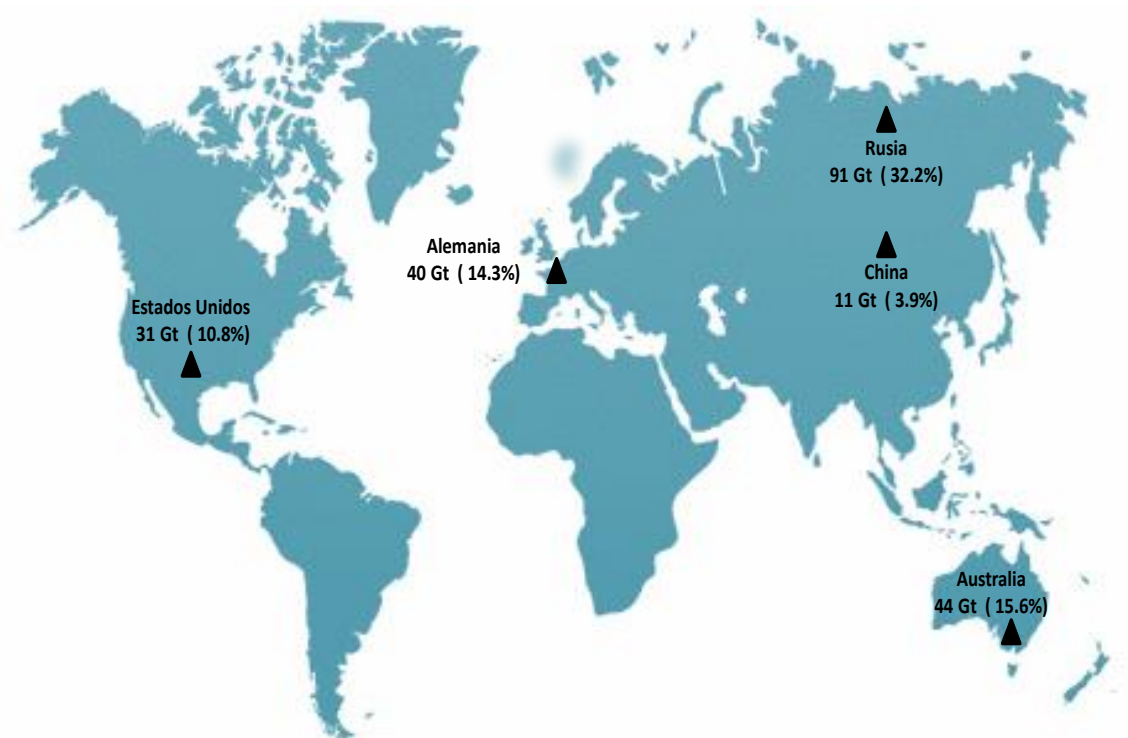 Rusia
91 Gt ( 32.2%)
Alemania
40 Gt ( 14.3%)
China
11 Gt ( 3.9%)
Estados Unidos
31 Gt ( 10.8%)
Australia
44 Gt ( 15.6%)